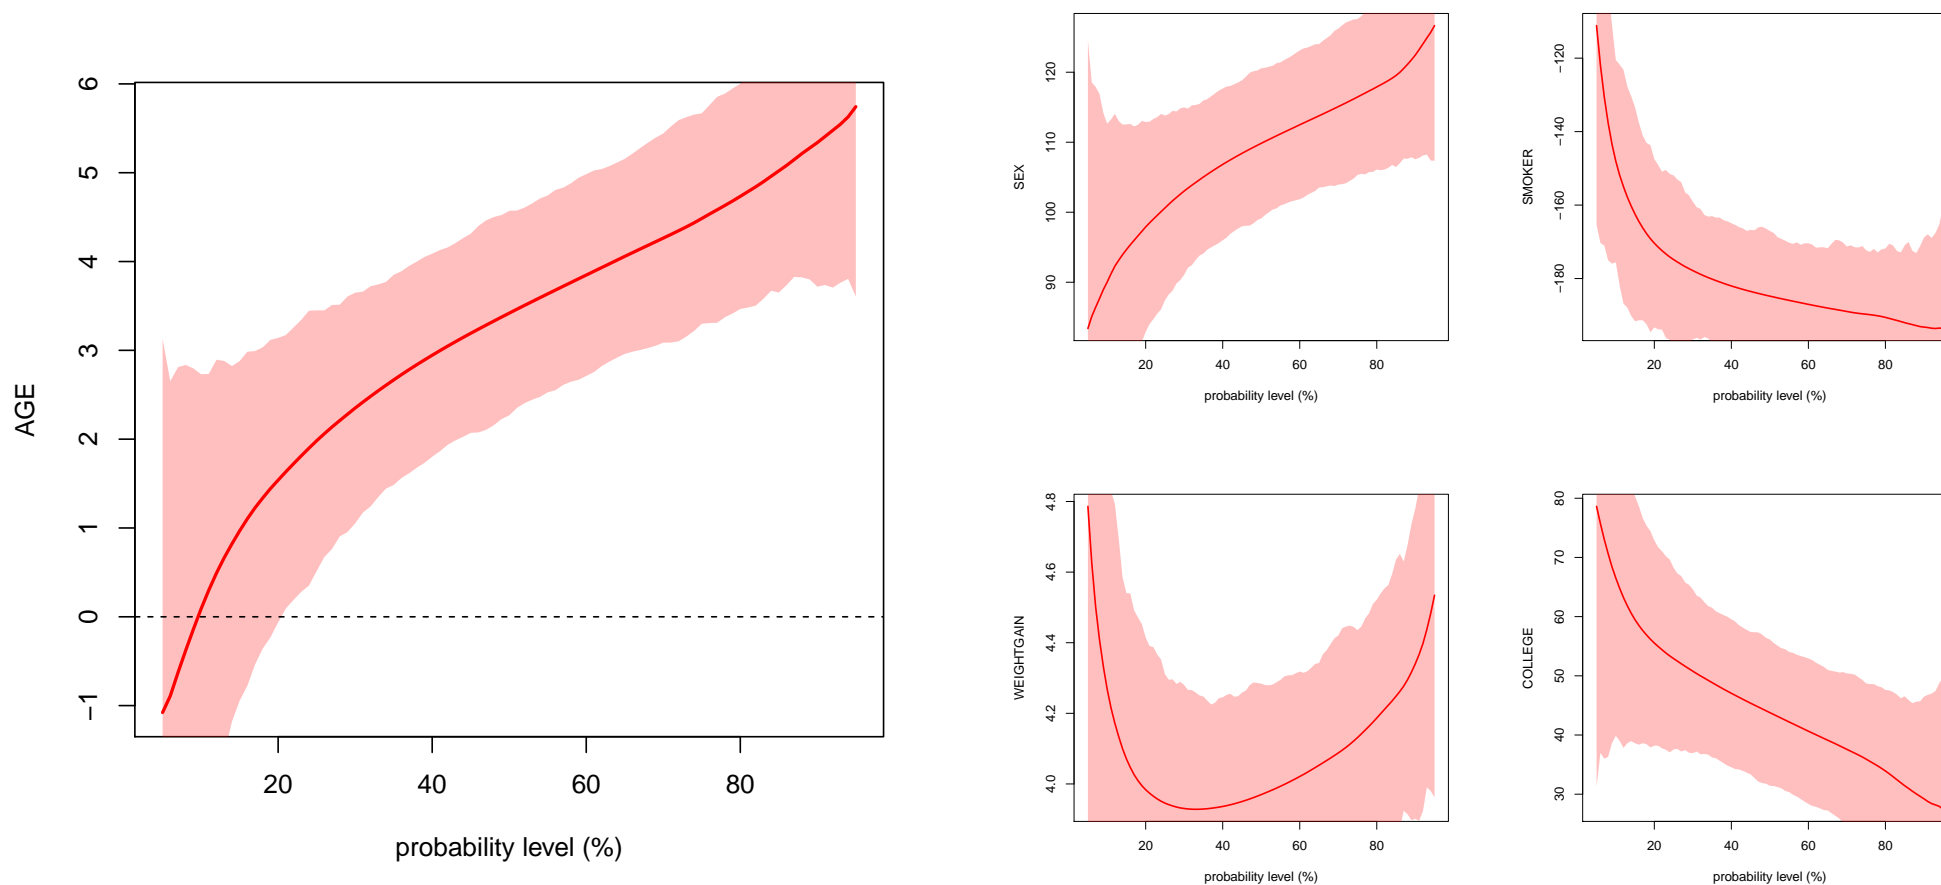 AGE
6
5
4
3
2
1
0
−1
20 40 60 80
probability level (%)
SEX
120
110
100
90
20 40 60 80
probability level (%)
SMOKER
−120
−140
−160
−180
20 40 60 80
probability level (%)
WEIGHTGAIN
4.8
4.6
4.4
4.2
4.0
20 40 60 80
probability level (%)
COLLEGE
80
70
60
50
40
30
20 40 60 80
probability level (%)